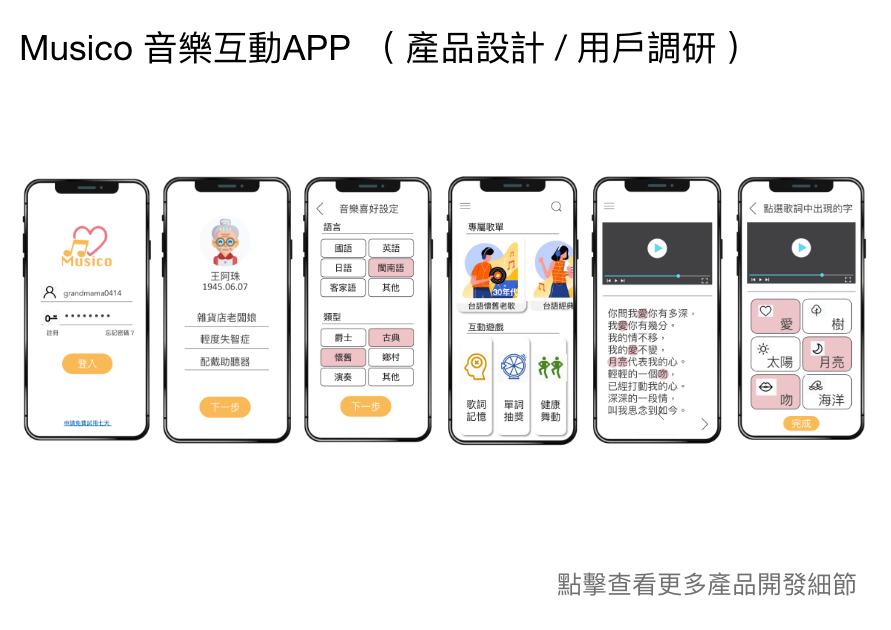 Musico 音樂互動APP （ 產品設計 / 用戶調研 ）
Musico
grandmama0414
註冊 忘記密碼？
登入
申請免費試用七天
王阿珠
1945.06.07
雜貨店老闆娘
輕度失智症
配戴助聽器
下一步
音樂喜好設定
語言
國語 英語
日語 閩南語
客家語 其他
類型
爵士 古典
懷舊 鄉村
演奏 其他
下一步
專屬歌單
30年代
台語懷舊老歌 台語經典
互動遊戲
歌詞 單詞 健康
記憶 抽獎 舞動
你問我愛你有多深，
我愛你有幾分。
我的情不移，
我的愛不變，
月亮代表我的心。
輕輕的一個吻，
已經打動我的心。
深深的一段情，
叫我思念到如今。
點選歌詞中出現的字
愛 樹
太陽 月亮
吻 海洋
完成
點擊查看更多產品開發細節